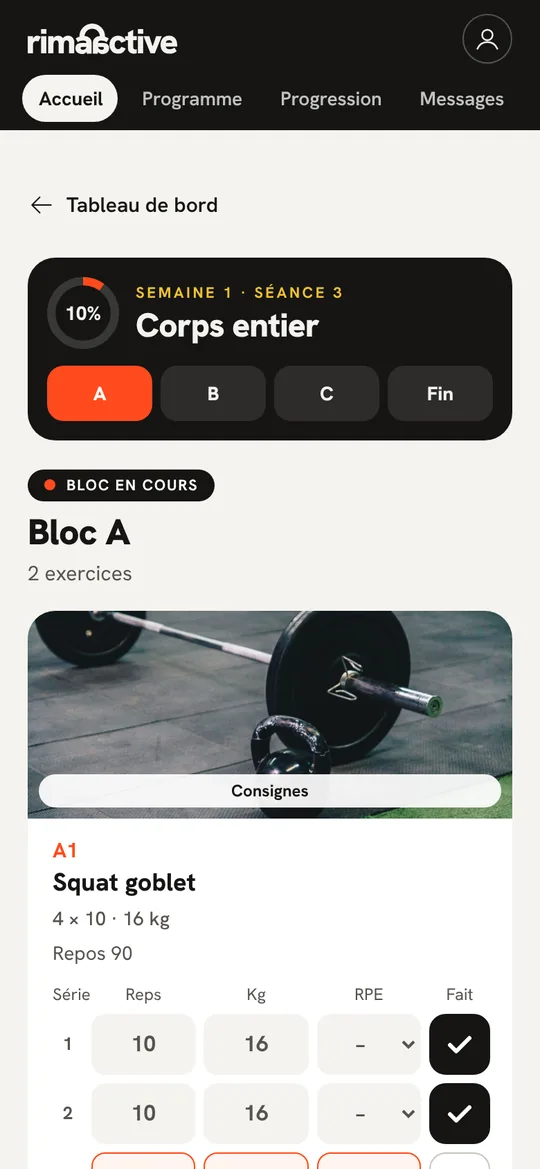 rimaactive
Accueil Programme Progression Messages
← Tableau de bord
10%
SEMAINE 1 · SÉANCE 3
Corps entier
A B C Fin
BLOC EN COURS
Bloc A
2 exercices
Consignes
A1
Squat goblet
4 × 10 · 16 kg
Repos 90
Série Reps Kg RPE Fait
1 10 16 –
2 10 16 –